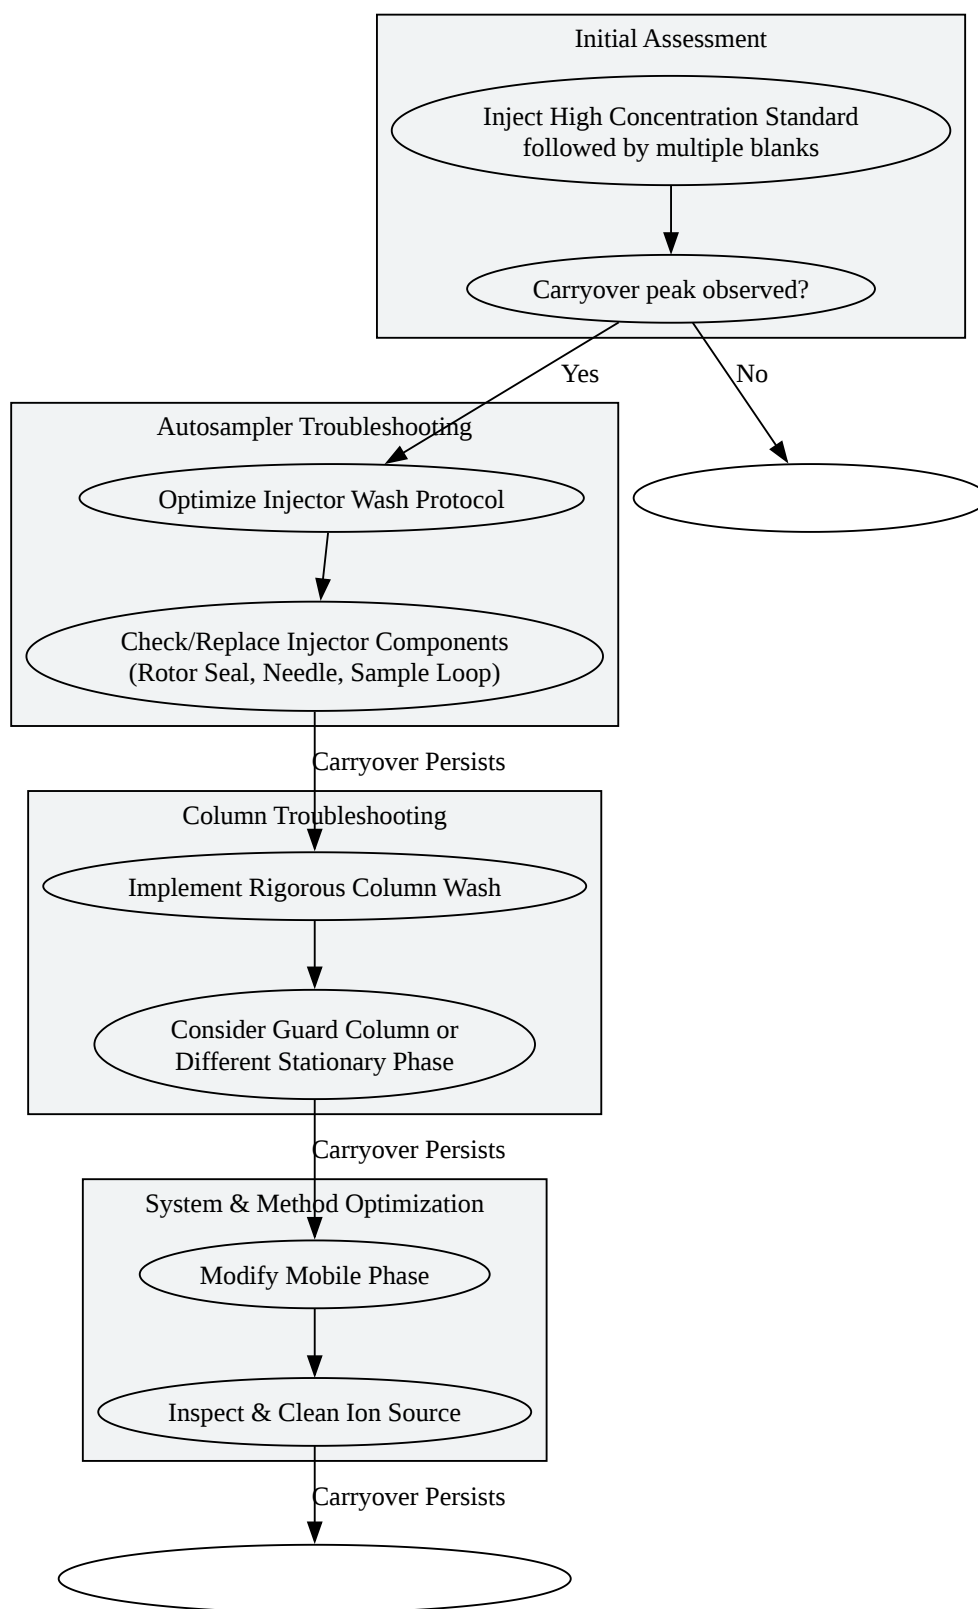 Initial Assessment
Inject High Concentration Standard
followed by multiple blanks
Carryover peak observed?
Yes
No
Autosampler Troubleshooting
Optimize Injector Wash Protocol
Check/Replace Injector Components
(Rotor Seal, Needle, Sample Loop)
Carryover Persists
Column Troubleshooting
Implement Rigorous Column Wash
Consider Guard Column or
Different Stationary Phase
Carryover Persists
System & Method Optimization
Modify Mobile Phase
Inspect & Clean Ion Source
Carryover Persists